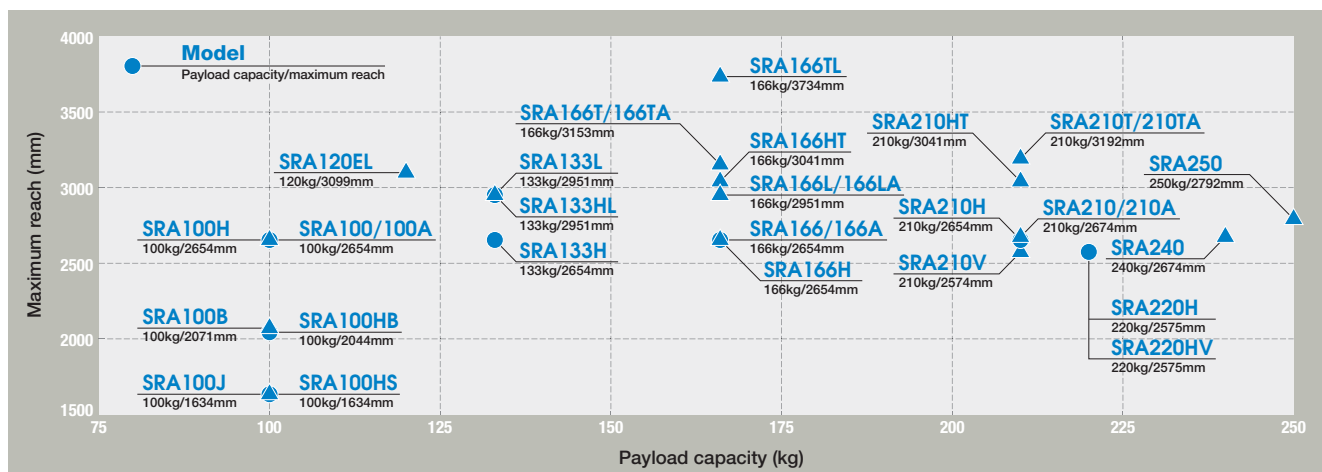 4000
3500
3000
2500
2000
1500
Maximum reach (mm)
Model
Payload capacity/maximum reach
SRA166TL
166kg/3734mm
SRA166T/166TA
166kg/3153mm
SRA210HT
210kg/3041mm
SRA210T/210TA
210kg/3192mm
SRA166HT
166kg/3041mm
SRA120EL
120kg/3099mm
SRA133L
133kg/2951mm
SRA250
250kg/2792mm
SRA166L/166LA
166kg/2951mm
SRA133HL
133kg/2951mm
SRA210H
210kg/2654mm
SRA210/210A
210kg/2674mm
SRA100H
100kg/2654mm
SRA100/100A
100kg/2654mm
SRA166/166A
166kg/2654mm
SRA133H
133kg/2654mm
SRA240
240kg/2674mm
SRA210V
210kg/2574mm
SRA166H
166kg/2654mm
SRA220H
220kg/2575mm
SRA100B
100kg/2071mm
SRA100HB
100kg/2044mm
SRA220HV
220kg/2575mm
SRA100J
100kg/1634mm
SRA100HS
100kg/1634mm
75 100 125 150 175 200 225 250
Payload capacity (kg)